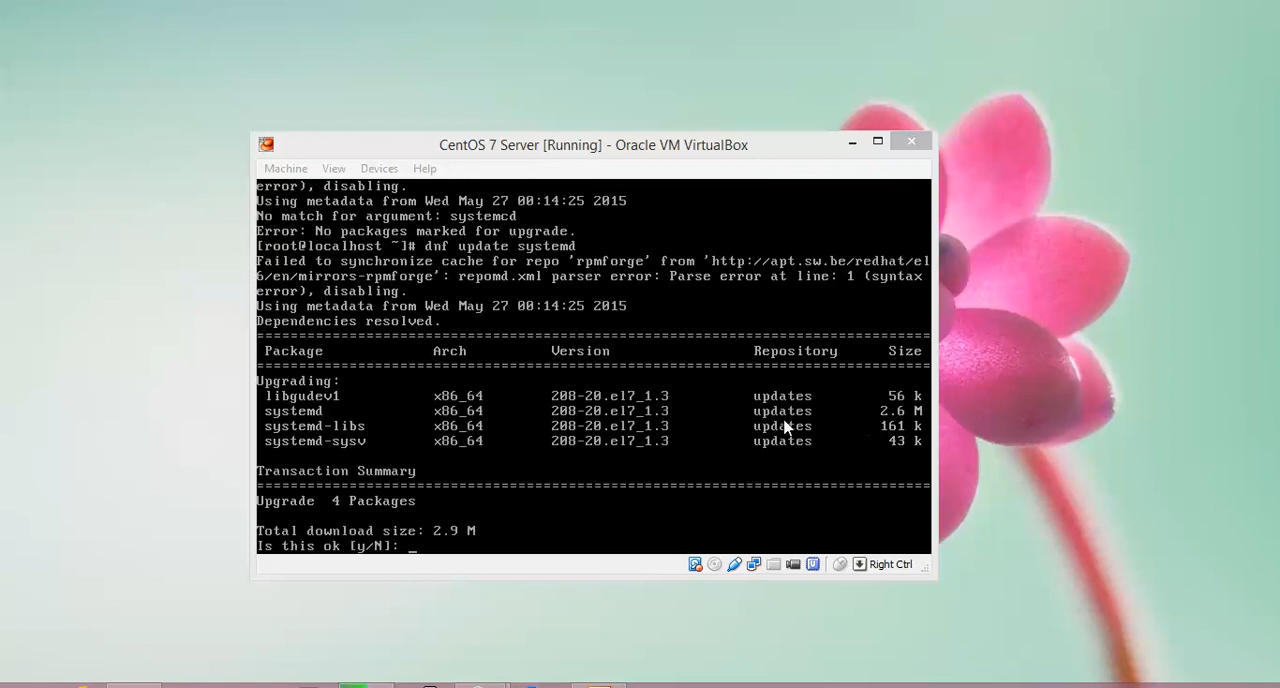 CentOS 7 Server [Running] - Oracle VM VirtualBox
Machine View Devices Help
error), disabling.
Using metadata from Wed May 27 00:14:25 2015
No match for argument: systemcd
Error: No packages marked for upgrade.
[root@localhost ~]# dnf update systemd
Failed to synchronize cache for repo 'rpmforge' from 'http://apt.sw.be/redhat/el
6/en/mirrors-rpmforge': repomd.xml parser error: Parse error at line: 1 (syntax
error), disabling.
Using metadata from Wed May 27 00:14:25 2015
Dependencies resolved.
================================================================================
Package Arch Version Repository Size
================================================================================
Upgrading:
libgudev1 x86_64 208-20.el7_1.3 updates 56 k
systemd x86_64 208-20.el7_1.3 updates 2.6 M
systemd-libs x86_64 208-20.el7_1.3 updates 161 k
systemd-sysv x86_64 208-20.el7_1.3 updates 43 k
Transaction Summary
================================================================================
Upgrade 4 Packages
Total download size: 2.9 M
Is this ok [y/N]: _
Right Ctrl